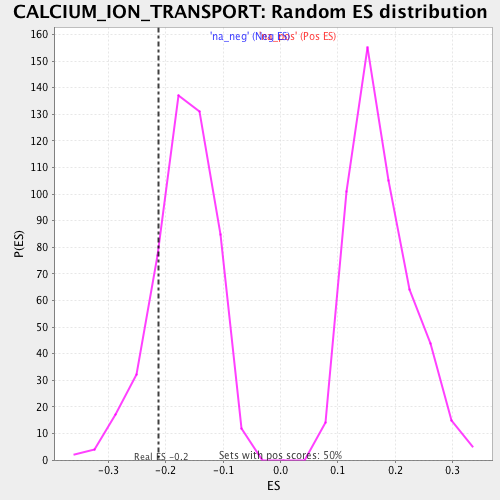 CALCIUM_ION_TRANSPORT: Random ES distribution
'na_neg' (Neg ES) 'na_pos' (Pos ES)
160
150
140
130
120
110
100
90
80
70
60
50
40
30
20
10
0
P(ES)
Real ES -0.2
Sets with pos scores: 50%
-0.3 -0.2 -0.1 0.0 0.1 0.2 0.3
ES